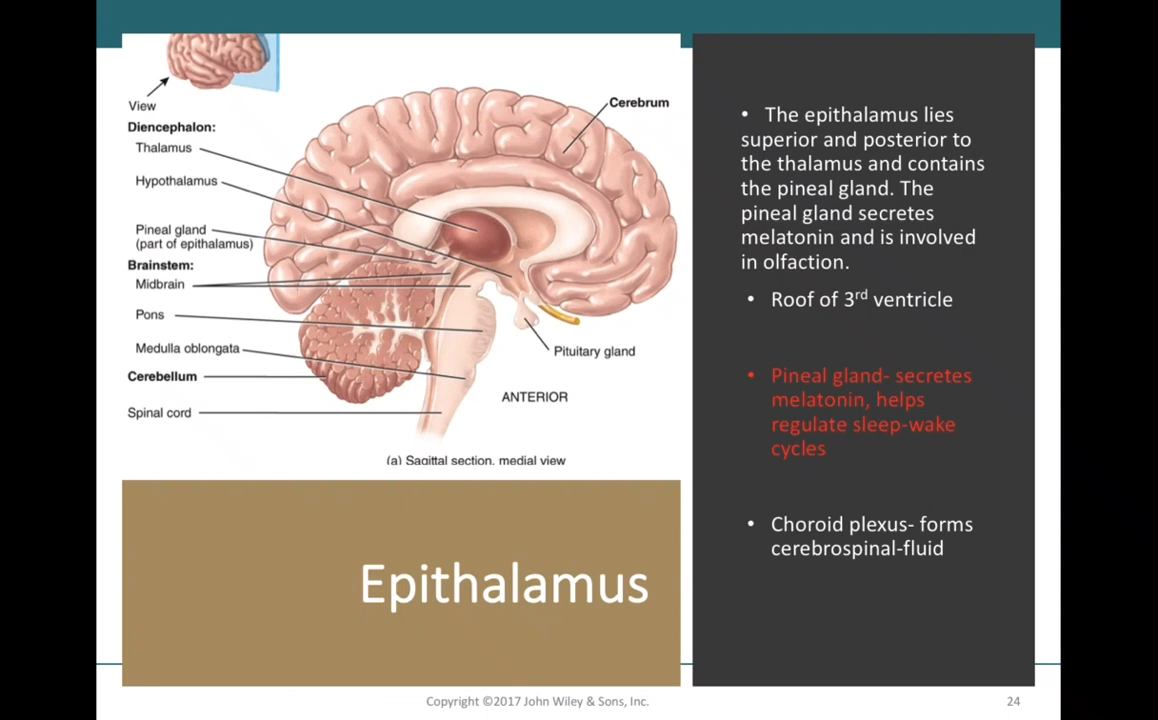 View
Diencephalon:
Thalamus
Hypothalamus
Pineal gland
(part of epithalamus)
Brainstem:
Midbrain
Pons
Medulla oblongata
Cerebellum
Spinal cord
Cerebrum
Pituitary gland
ANTERIOR
(a) Sagittal section, medial view
Epithalamus
• The epithalamus lies
superior and posterior to
the thalamus and contains
the pineal gland. The
pineal gland secretes
melatonin and is involved
in olfaction.
• Roof of 3rd ventricle
• Pineal gland- secretes
melatonin, helps
regulate sleep-wake
cycles
• Choroid plexus- forms
cerebrospinal-fluid
Copyright ©2017 John Wiley & Sons, Inc.
24